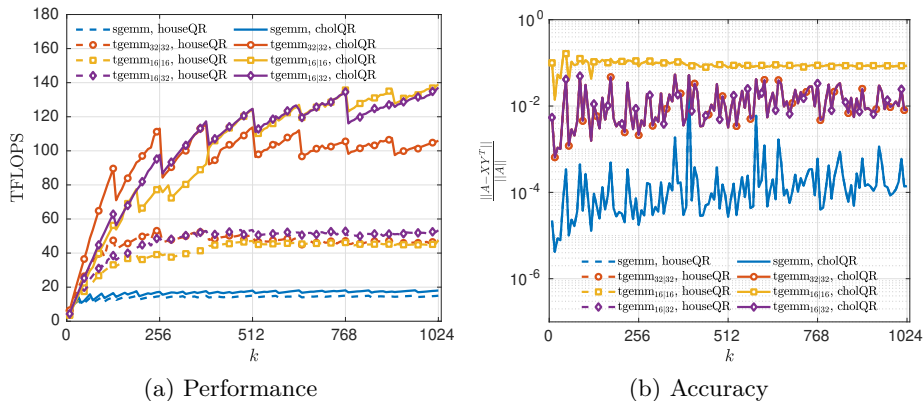 180
160
140
120
100
80
60
40
20
0
TFLOPS
0
256
512
768
1024
k
sgemm, houseQR
tgemm32|32, houseQR
tgemm16|16, houseQR
tgemm16|32, houseQR
sgemm, cholQR
tgemm32|32, cholQR
tgemm16|16, cholQR
tgemm16|32, cholQR
(a) Performance
10^0
10^-2
10^-4
10^-6
||A−XY^T||
||A||
256
512
768
1024
k
sgemm, houseQR
tgemm32|32, houseQR
tgemm16|16, houseQR
tgemm16|32, houseQR
sgemm, cholQR
tgemm32|32, cholQR
tgemm16|16, cholQR
tgemm16|32, cholQR
(b) Accuracy